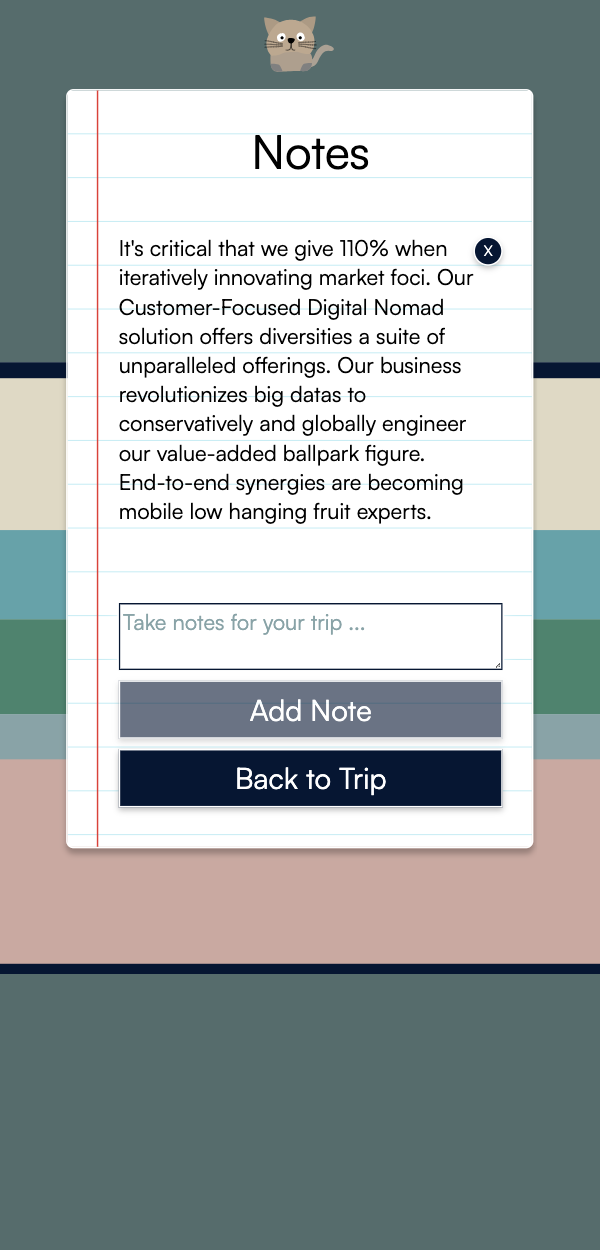 Notes
It's critical that we give 110% when
X
iteratively innovating market foci. Our
Customer-Focused Digital Nomad
solution offers diversities a suite of
unparalleled offerings. Our business
revolutionizes big datas to
conservatively and globally engineer
our value-added ballpark figure.
End-to-end synergies are becoming
mobile low hanging fruit experts.
Take notes for your trip ...
Add Note
Back to Trip